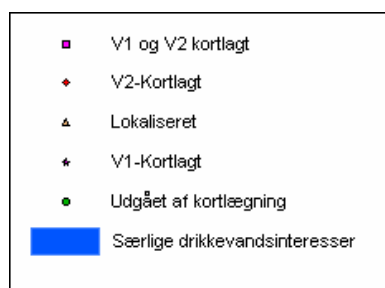 V1 og V2 kortlagt
V2-Kortlagt
Lokaliseret
V1-Kortlagt
Udgået af kortlægning
Særlige drikkevandsinteresser